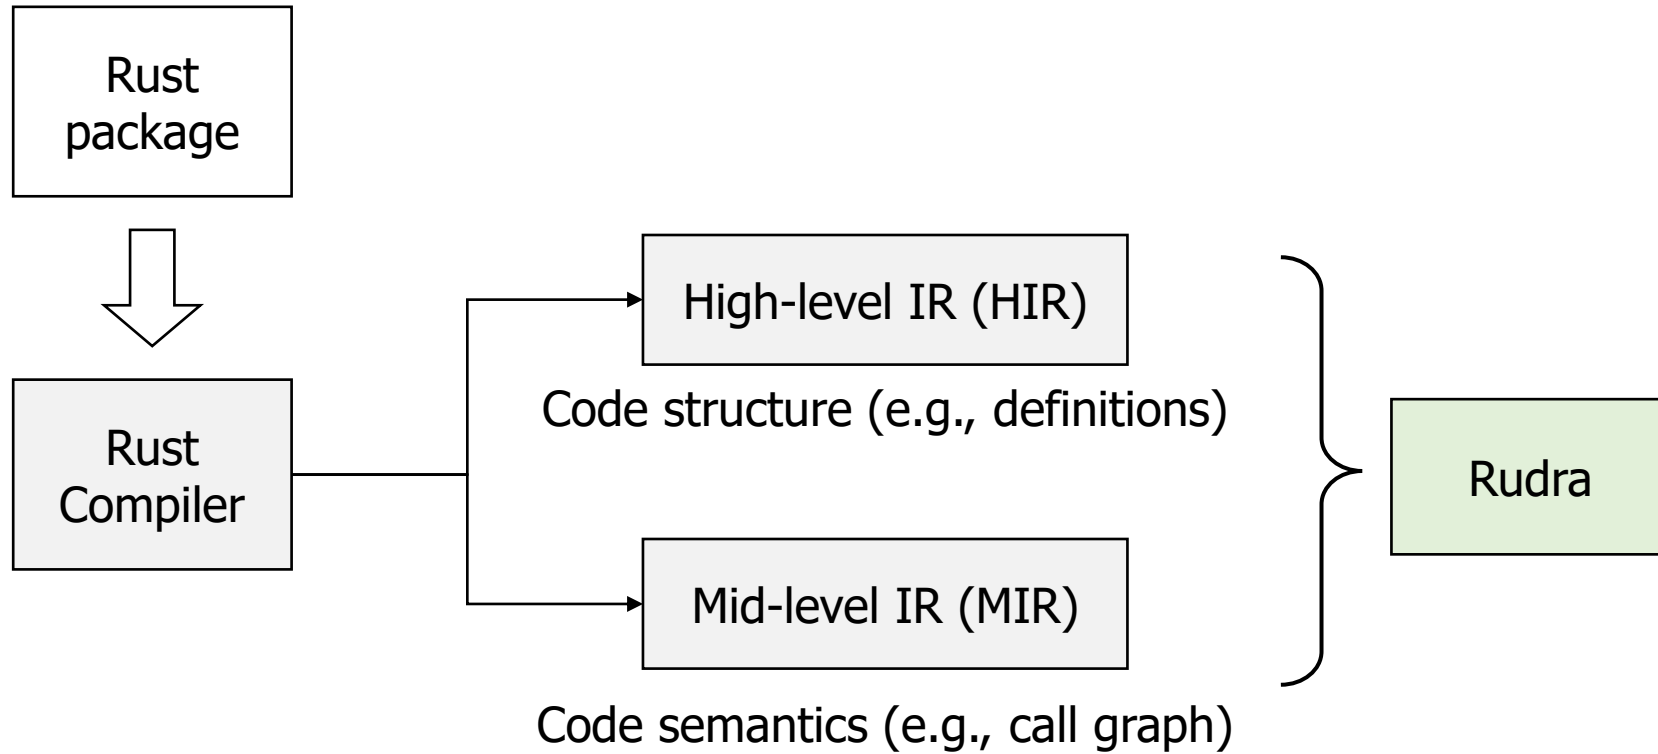 Rust
package
Rust
Compiler
High-level IR (HIR)
Code structure (e.g., definitions)
Mid-level IR (MIR)
Code semantics (e.g., call graph)
Rudra